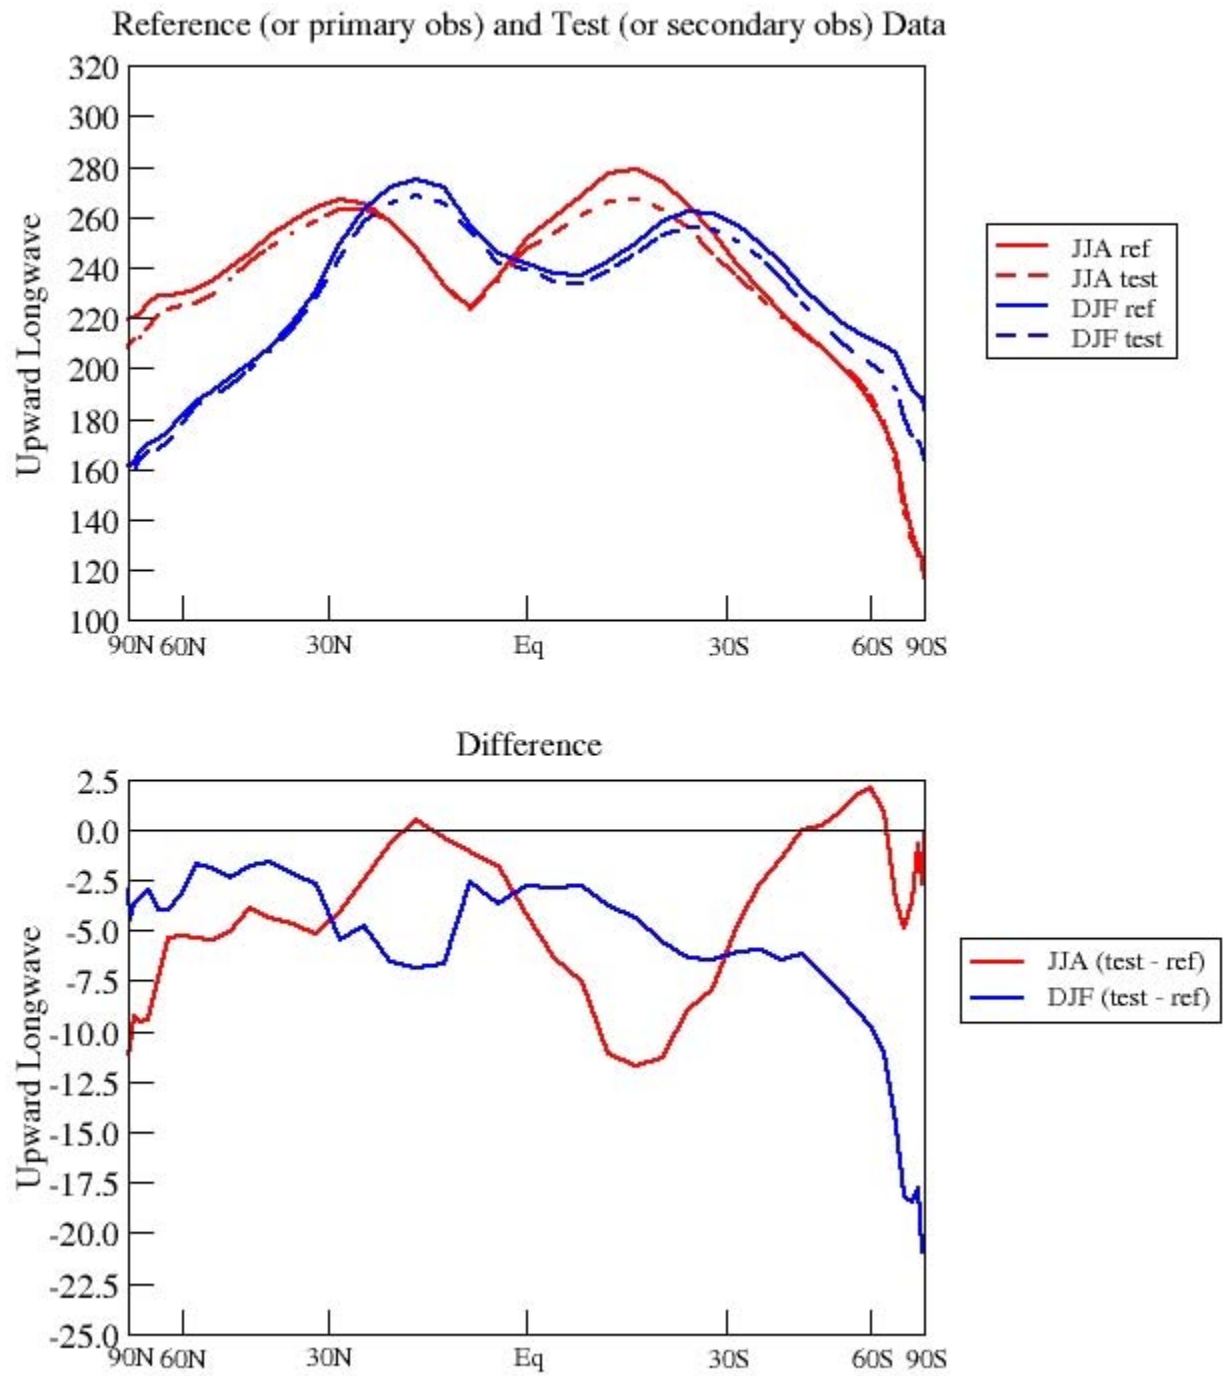 Reference (or primary obs) and Test (or secondary obs) Data
320
300
280
260
240
220
200
180
160
140
120
100
Upward Longwave
90N 60N 30N Eq 30S 60S 90S
JJA ref
JJA test
DJF ref
DJF test
Difference
2.5
0.0
-2.5
-5.0
-7.5
-10.0
-12.5
-15.0
-17.5
-20.0
-22.5
-25.0
Upward Longwave
90N 60N 30N Eq 30S 60S 90S
JJA (test - ref)
DJF (test - ref)